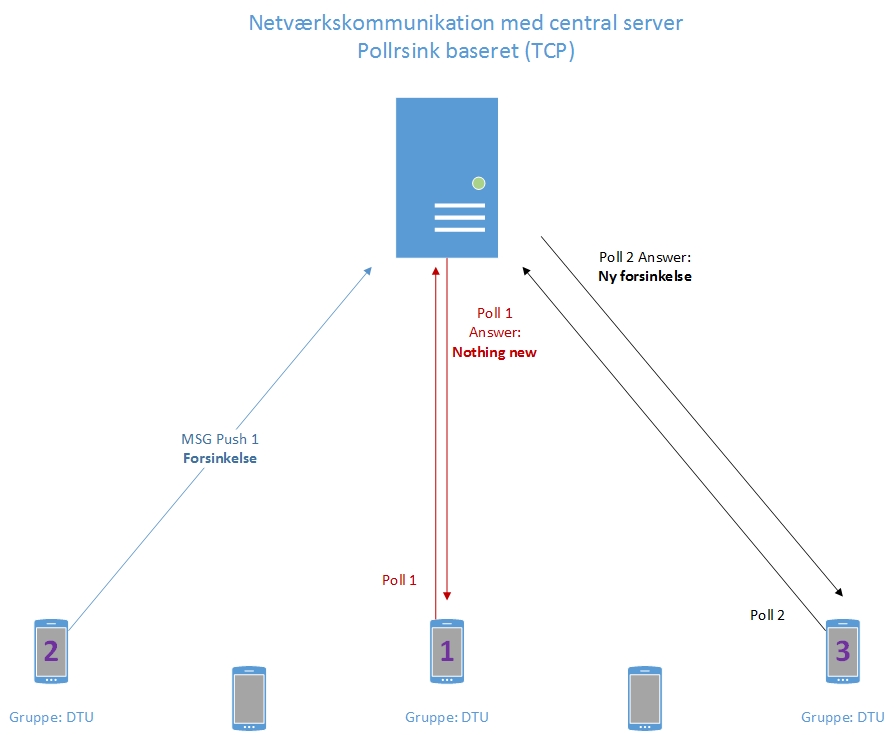 Netværkskommunikation med central server
Pollrsink baseret (TCP)
Poll 2 Answer:
Ny forsinkelse
Poll 1
Answer:
Nothing new
MSG Push 1
Forsinkelse
Poll 1
Poll 2
2
1
3
Gruppe: DTU
Gruppe: DTU
Gruppe: DTU